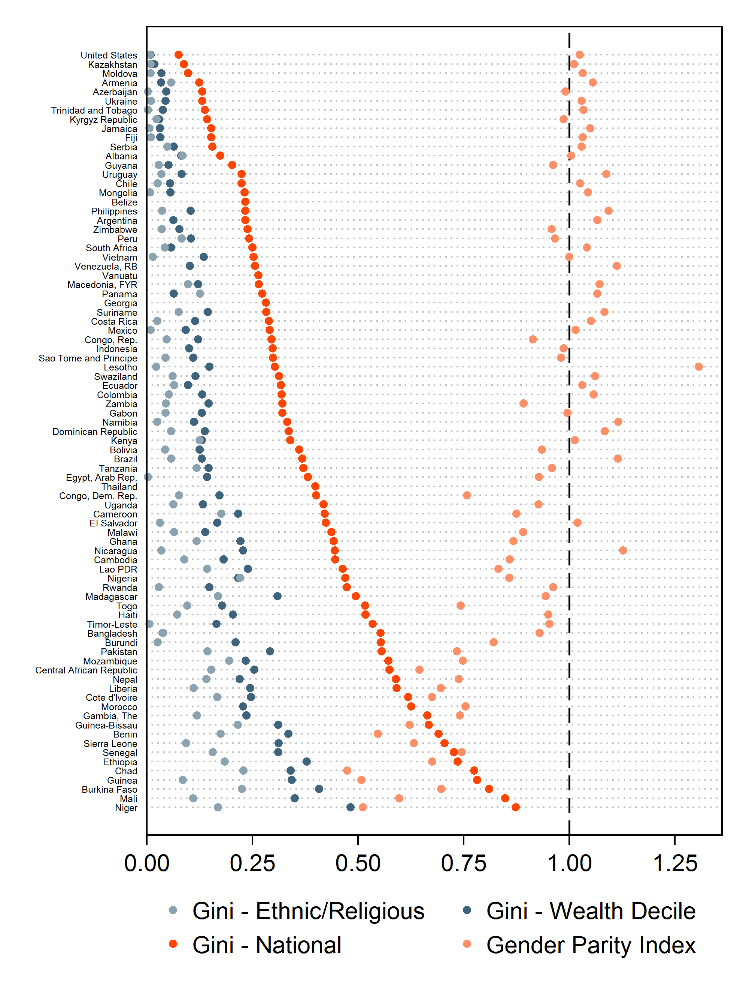 United States
Kazakhstan
Moldova
Armenia
Azerbaijan
Ukraine
Trinidad and Tobago
Kyrgyz Republic
Jamaica
Fiji
Serbia
Albania
Guyana
Uruguay
Chile
Mongolia
Belize
Philippines
Argentina
Zimbabwe
Peru
South Africa
Vietnam
Venezuela, RB
Vanuatu
Macedonia, FYR
Panama
Georgia
Suriname
Costa Rica
Mexico
Congo, Rep.
Indonesia
Sao Tome and Principe
Lesotho
Swaziland
Ecuador
Colombia
Zambia
Gabon
Namibia
Dominican Republic
Kenya
Bolivia
Brazil
Tanzania
Egypt, Arab Rep.
Thailand
Congo, Dem. Rep.
Uganda
Cameroon
El Salvador
Malawi
Ghana
Nicaragua
Cambodia
Lao PDR
Nigeria
Rwanda
Madagascar
Togo
Haiti
Timor-Leste
Bangladesh
Burundi
Pakistan
Mozambique
Central African Republic
Nepal
Liberia
Cote d'Ivoire
Morocco
Gambia, The
Guinea-Bissau
Benin
Sierra Leone
Senegal
Ethiopia
Chad
Guinea
Burkina Faso
Mali
Niger
0.00 0.25 0.50 0.75 1.00 1.25
Gini - Ethnic/Religious Gini - Wealth Decile
Gini - National Gender Parity Index